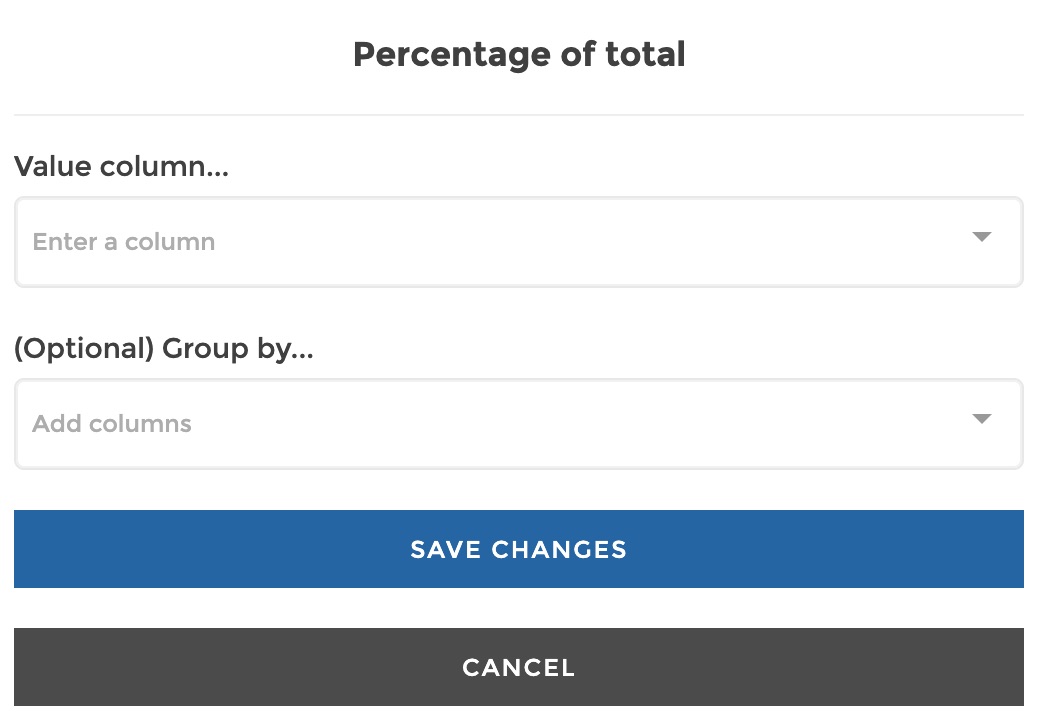 Percentage of total
Value column...
Enter a column
(Optional) Group by...
Add columns
SAVE CHANGES
CANCEL